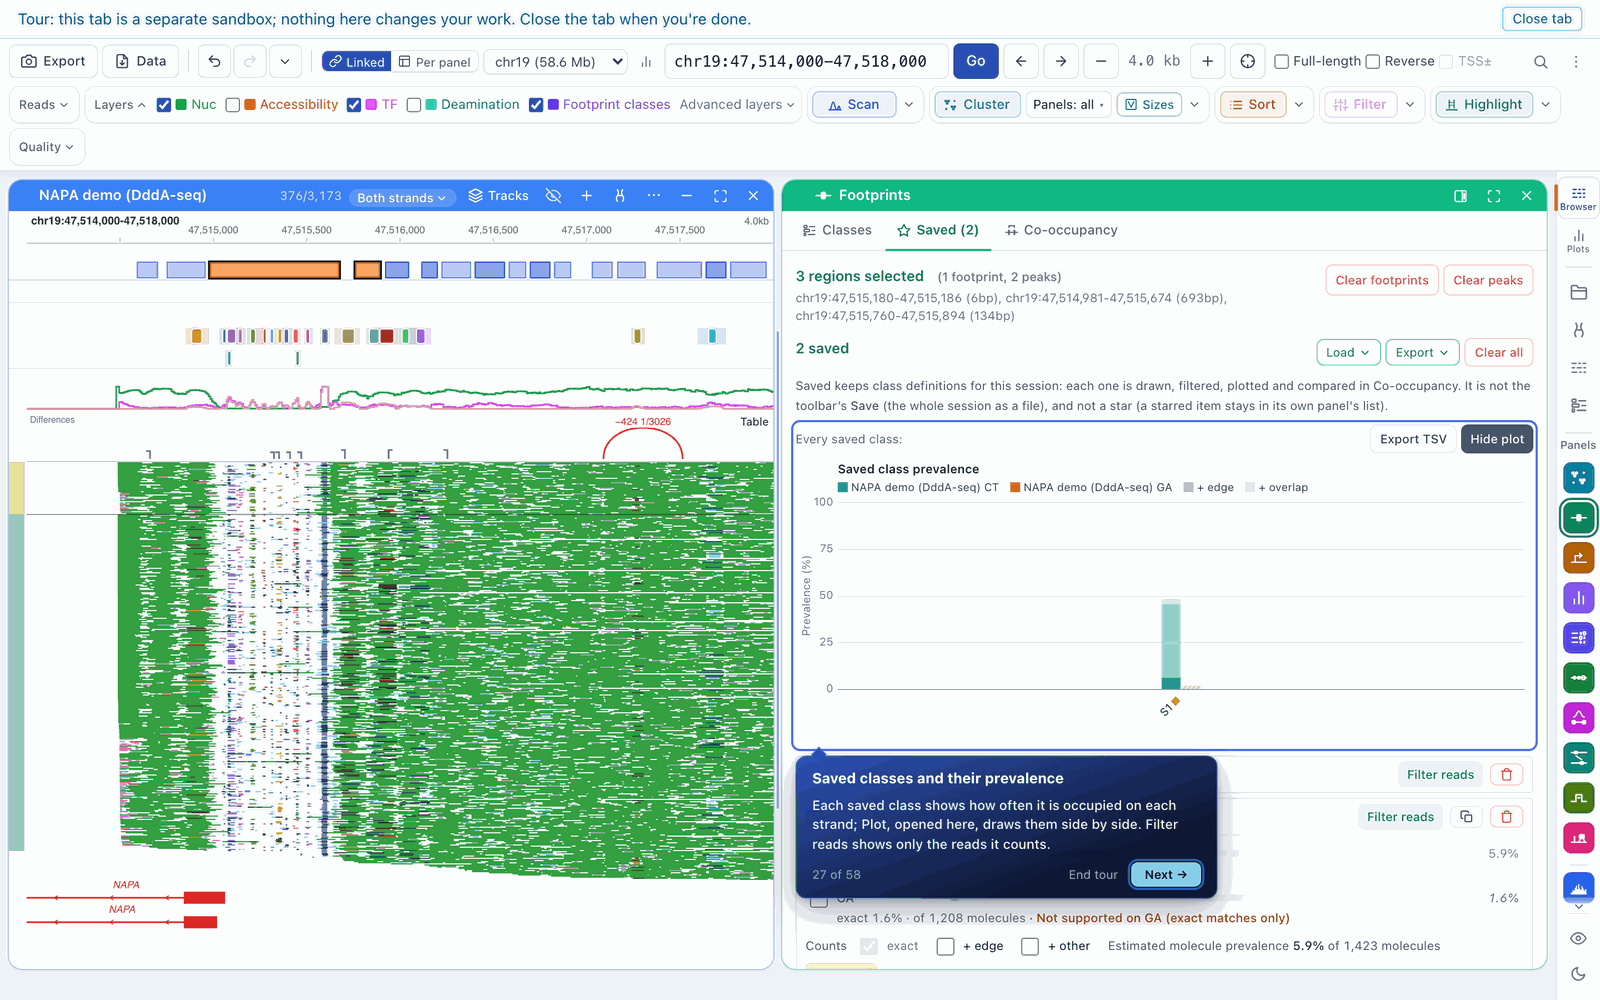 Tour: this tab is a separate sandbox; nothing here changes your work. Close the tab when you're done.
Close tab
Export
Data
Linked
Per panel
chr19 (58.6 Mb)
chr19:47,514,000–47,518,000
Go
4.0 kb
Full-length
Reverse
TSS±
Reads
Layers
Nuc
Accessibility
TF
Deamination
Footprint classes
Advanced layers
Scan
Cluster
Panels: all
Sizes
Sort
Filter
Highlight
Quality
NAPA demo (DddA-seq)
376/3,173
Both strands
Tracks
chr19:47,514,000-47,518,000
4.0kb
47,515,000
47,515,500
47,516,000
47,516,500
47,517,000
47,517,500
Differences
−424 1/3026
Table
NAPA
NAPA
Footprints
Classes
Saved (2)
Co-occupancy
3 regions selected (1 footprint, 2 peaks)
Clear footprints
Clear peaks
chr19:47,515,180-47,515,186 (6bp), chr19:47,514,981-47,515,674 (693bp),
chr19:47,515,760-47,515,894 (134bp)
2 saved
Load
Export
Clear all
Saved keeps class definitions for this session: each one is drawn, filtered, plotted and compared in Co-occupancy. It is not the
toolbar's Save (the whole session as a file), and not a star (a starred item stays in its own panel's list).
Every saved class:
Export TSV
Hide plot
Saved class prevalence
NAPA demo (DddA-seq) CT
NAPA demo (DddA-seq) GA
+ edge
+ overlap
100
75
50
25
0
Prevalence (%)
S1
Filter reads
Filter reads
5.9%
Saved classes and their prevalence
Each saved class shows how often it is occupied on each
strand; Plot, opened here, draws them side by side. Filter
reads shows only the reads it counts.
27 of 58
End tour
Next →
GA
1.6%
exact 1.6% · of 1,208 molecules · Not supported on GA (exact matches only)
Counts
exact
+ edge
+ other
Estimated molecule prevalence 5.9% of 1,423 molecules
Browser
Plots
Panels